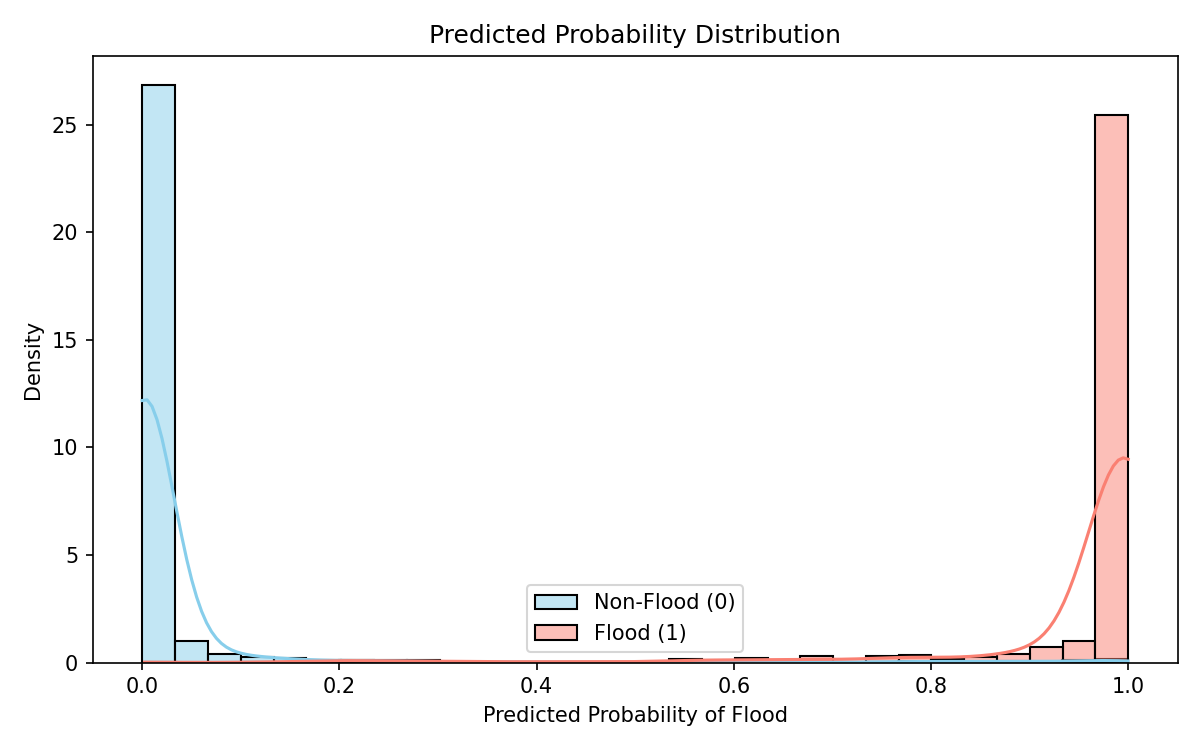 Predicted Probability Distribution
Density
25
20
15
10
5
0
Non-Flood (0)
Flood (1)
0.0 0.2 0.4 0.6 0.8 1.0
Predicted Probability of Flood